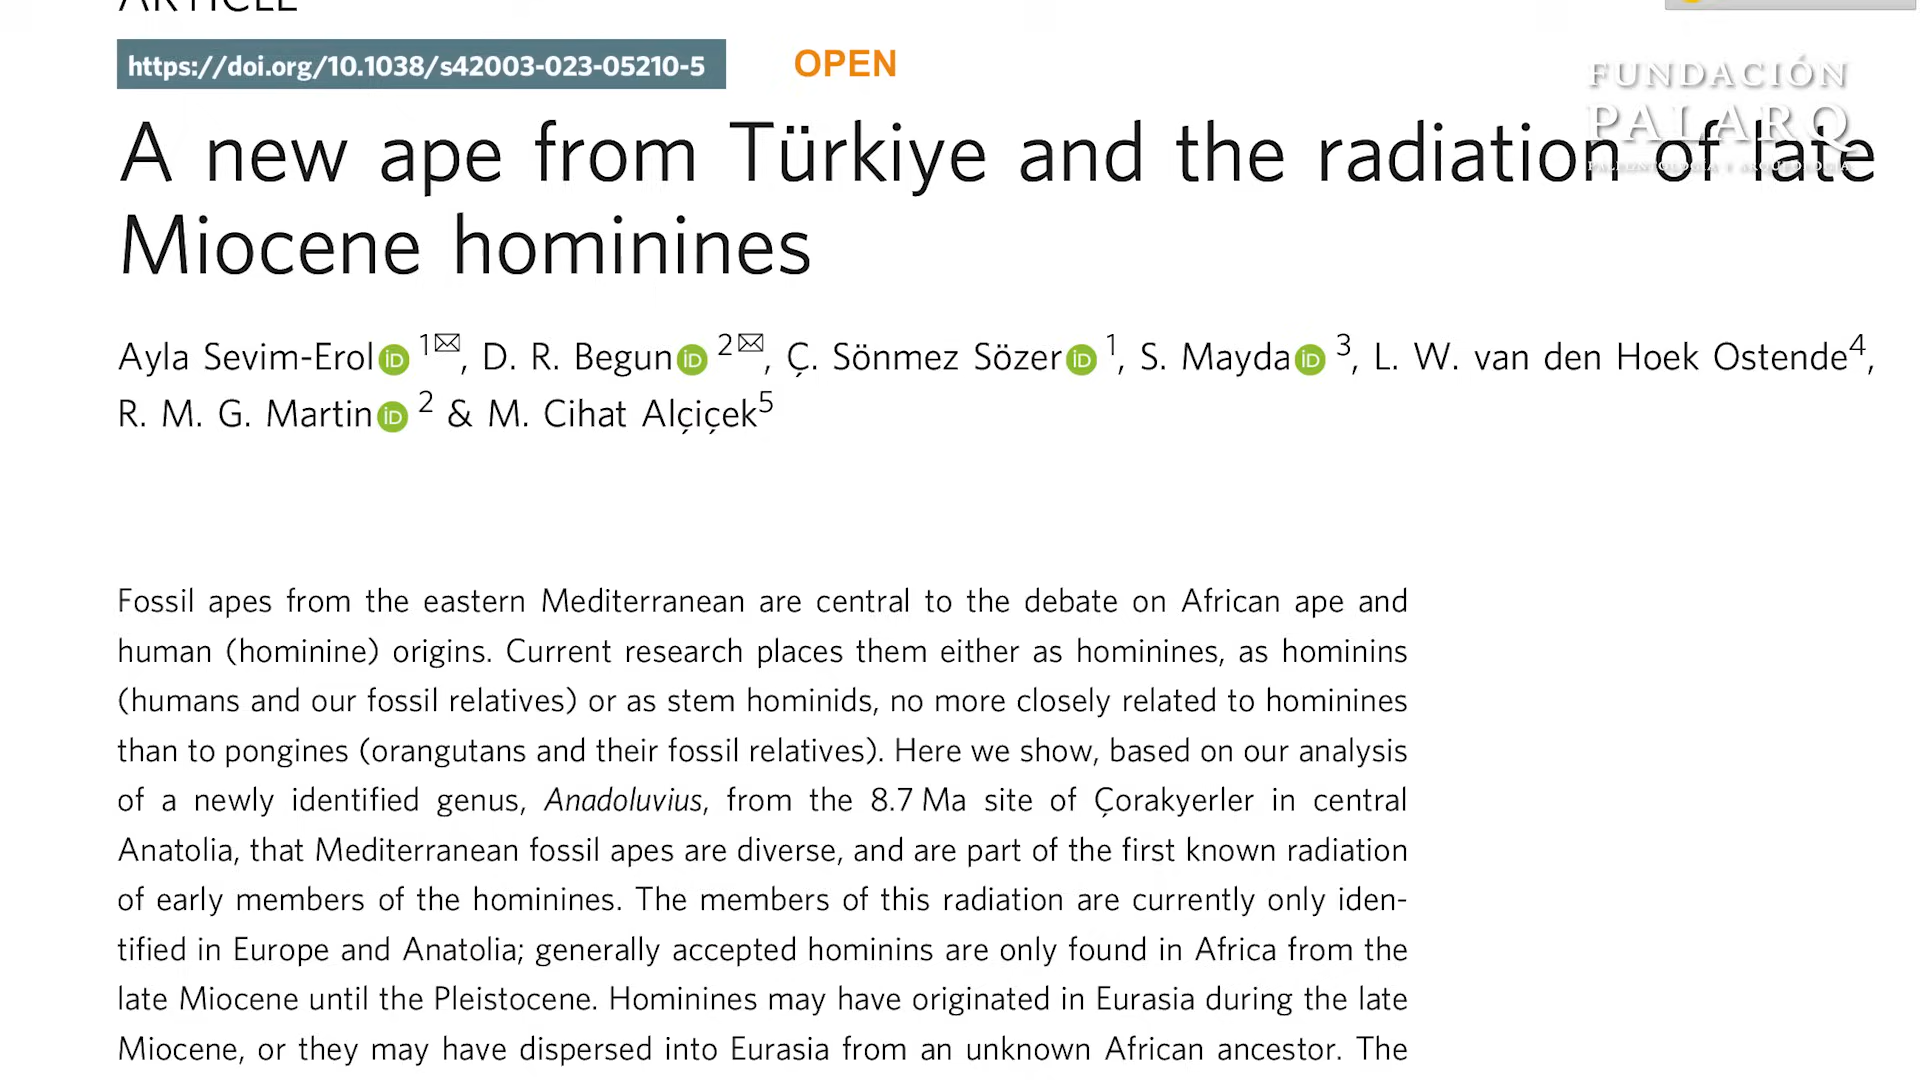 ARTICLE
https://doi.org/10.1038/s42003-023-05210-5 OPEN
FUNDACIÓN
PALARQ
PALEONTOLOGÍA Y ARQUEOLOGÍA
A new ape from Türkiye and the radiation of late
Miocene hominines
Ayla Sevim-Erol iD 1✉, D. R. Begun iD 2✉, Ç. Sönmez Sözer iD 1, S. Mayda iD 3, L. W. van den Hoek Ostende4,
R. M. G. Martin iD 2 & M. Cihat Alçiçek5
Fossil apes from the eastern Mediterranean are central to the debate on African ape and
human (hominine) origins. Current research places them either as hominines, as hominins
(humans and our fossil relatives) or as stem hominids, no more closely related to hominines
than to pongines (orangutans and their fossil relatives). Here we show, based on our analysis
of a newly identified genus, Anadoluvius, from the 8.7 Ma site of Çorakyerler in central
Anatolia, that Mediterranean fossil apes are diverse, and are part of the first known radiation
of early members of the hominines. The members of this radiation are currently only iden-
tified in Europe and Anatolia; generally accepted hominins are only found in Africa from the
late Miocene until the Pleistocene. Hominines may have originated in Eurasia during the late
Miocene, or they may have dispersed into Eurasia from an unknown African ancestor. The